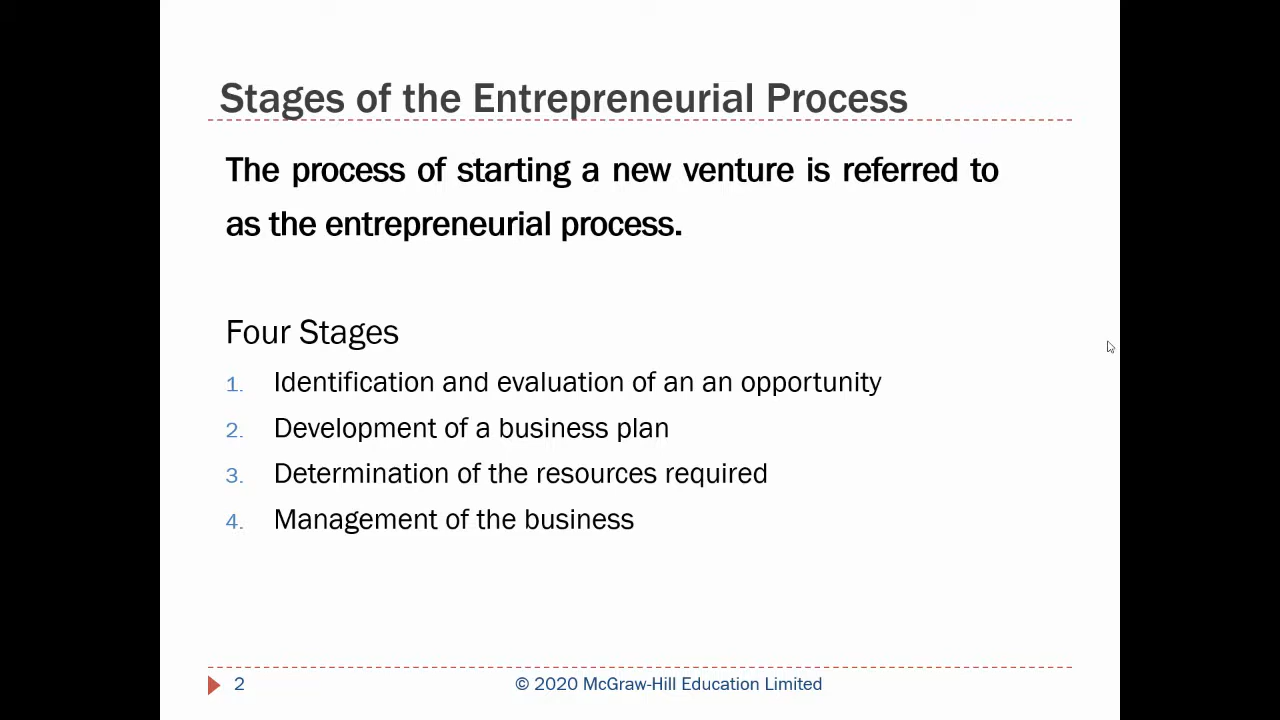 Stages of the Entrepreneurial Process
The process of starting a new venture is referred to
as the entrepreneurial process.
Four Stages
1. Identification and evaluation of an an opportunity
2. Development of a business plan
3. Determination of the resources required
4. Management of the business
2 © 2020 McGraw-Hill Education Limited